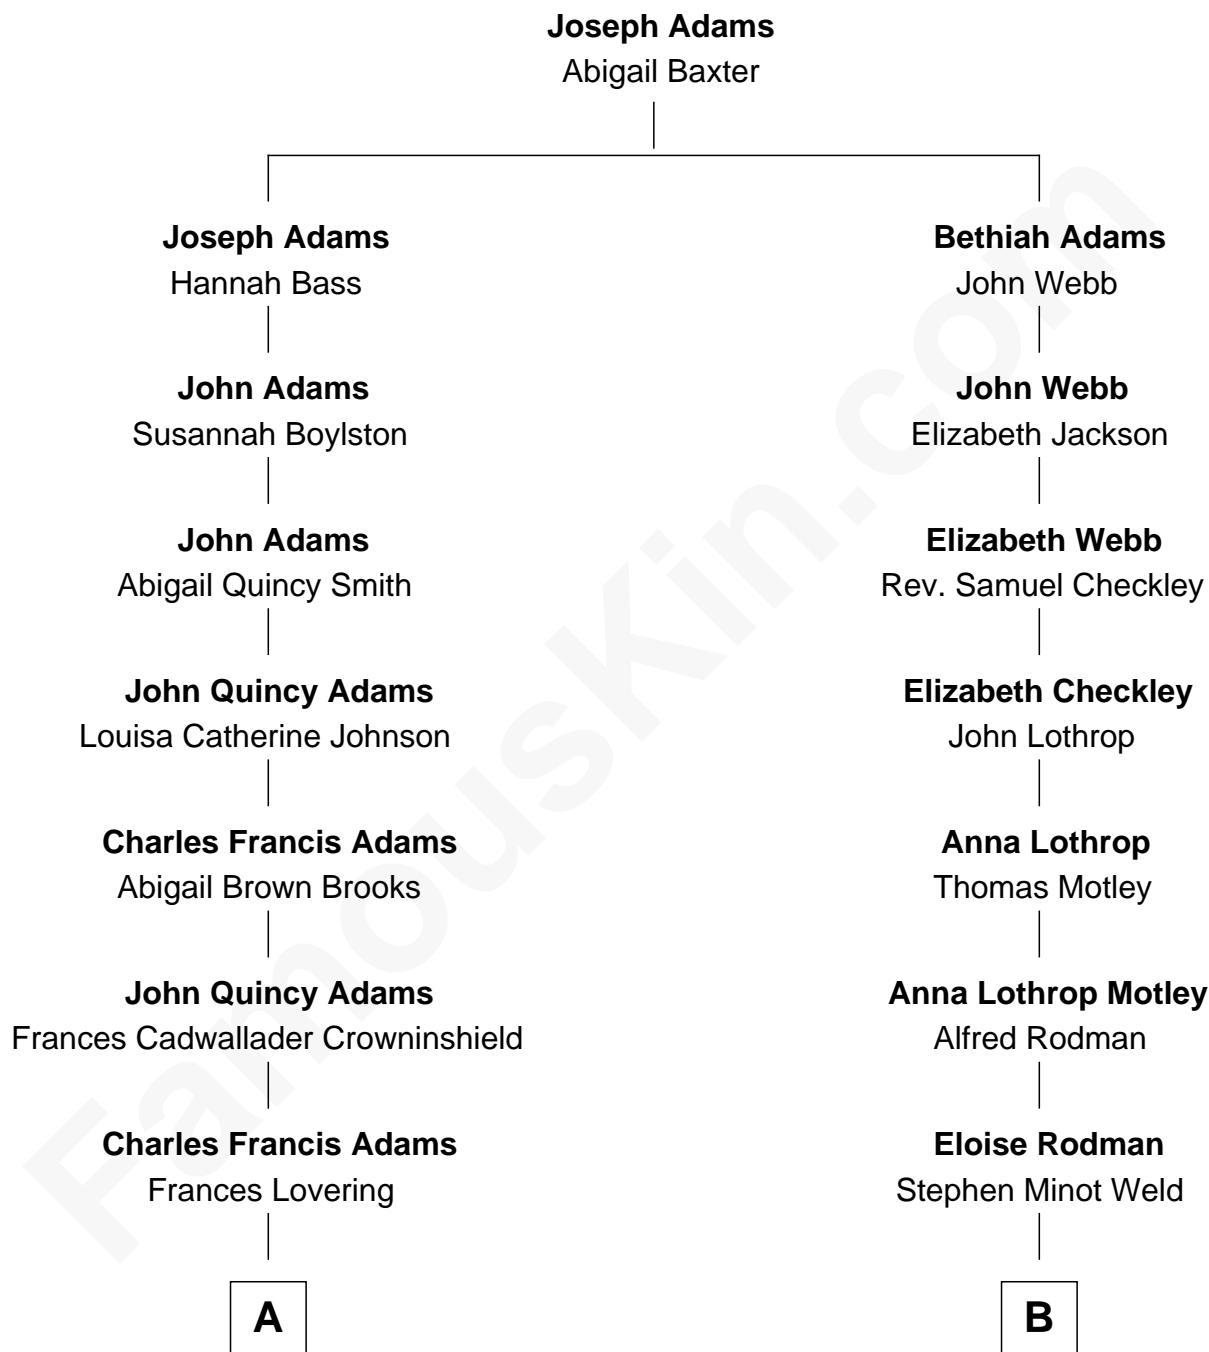 Joseph Adams
Abigail Baxter
Joseph Adams
Hannah Bass
John Adams
Susannah Boylston
John Adams
Abigail Quincy Smith
John Quincy Adams
Louisa Catherine Johnson
Charles Francis Adams
Abigail Brown Brooks
John Quincy Adams
Frances Cadwallader Crowninshield
Charles Francis Adams
Frances Lovering
A
Bethiah Adams
John Webb
John Webb
Elizabeth Jackson
Elizabeth Webb
Rev. Samuel Checkley
Elizabeth Checkley
John Lothrop
Anna Lothrop
Thomas Motley
Anna Lothrop Motley
Alfred Rodman
Eloise Rodman
Stephen Minot Weld
B
FamousKin.com